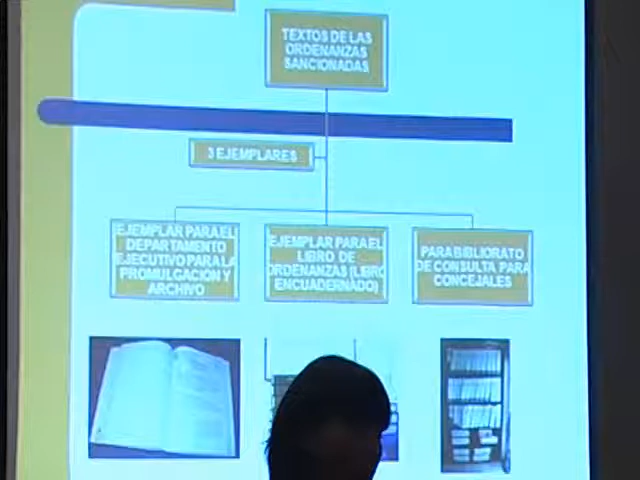 TEXTOS DE LAS
ORDENANZAS
SANCIONADAS
3 EJEMPLARES
EJEMPLAR PARA EL
DEPARTAMENTO
EJECUTIVO PARA LA
PROMULGACION Y
ARCHIVO
EJEMPLAR PARA EL
LIBRO DE
ORDENANZAS (LIBRO
ENCUADERNADO)
PARA BIBLIORATO
DE CONSULTA PARA
CONCEJALES